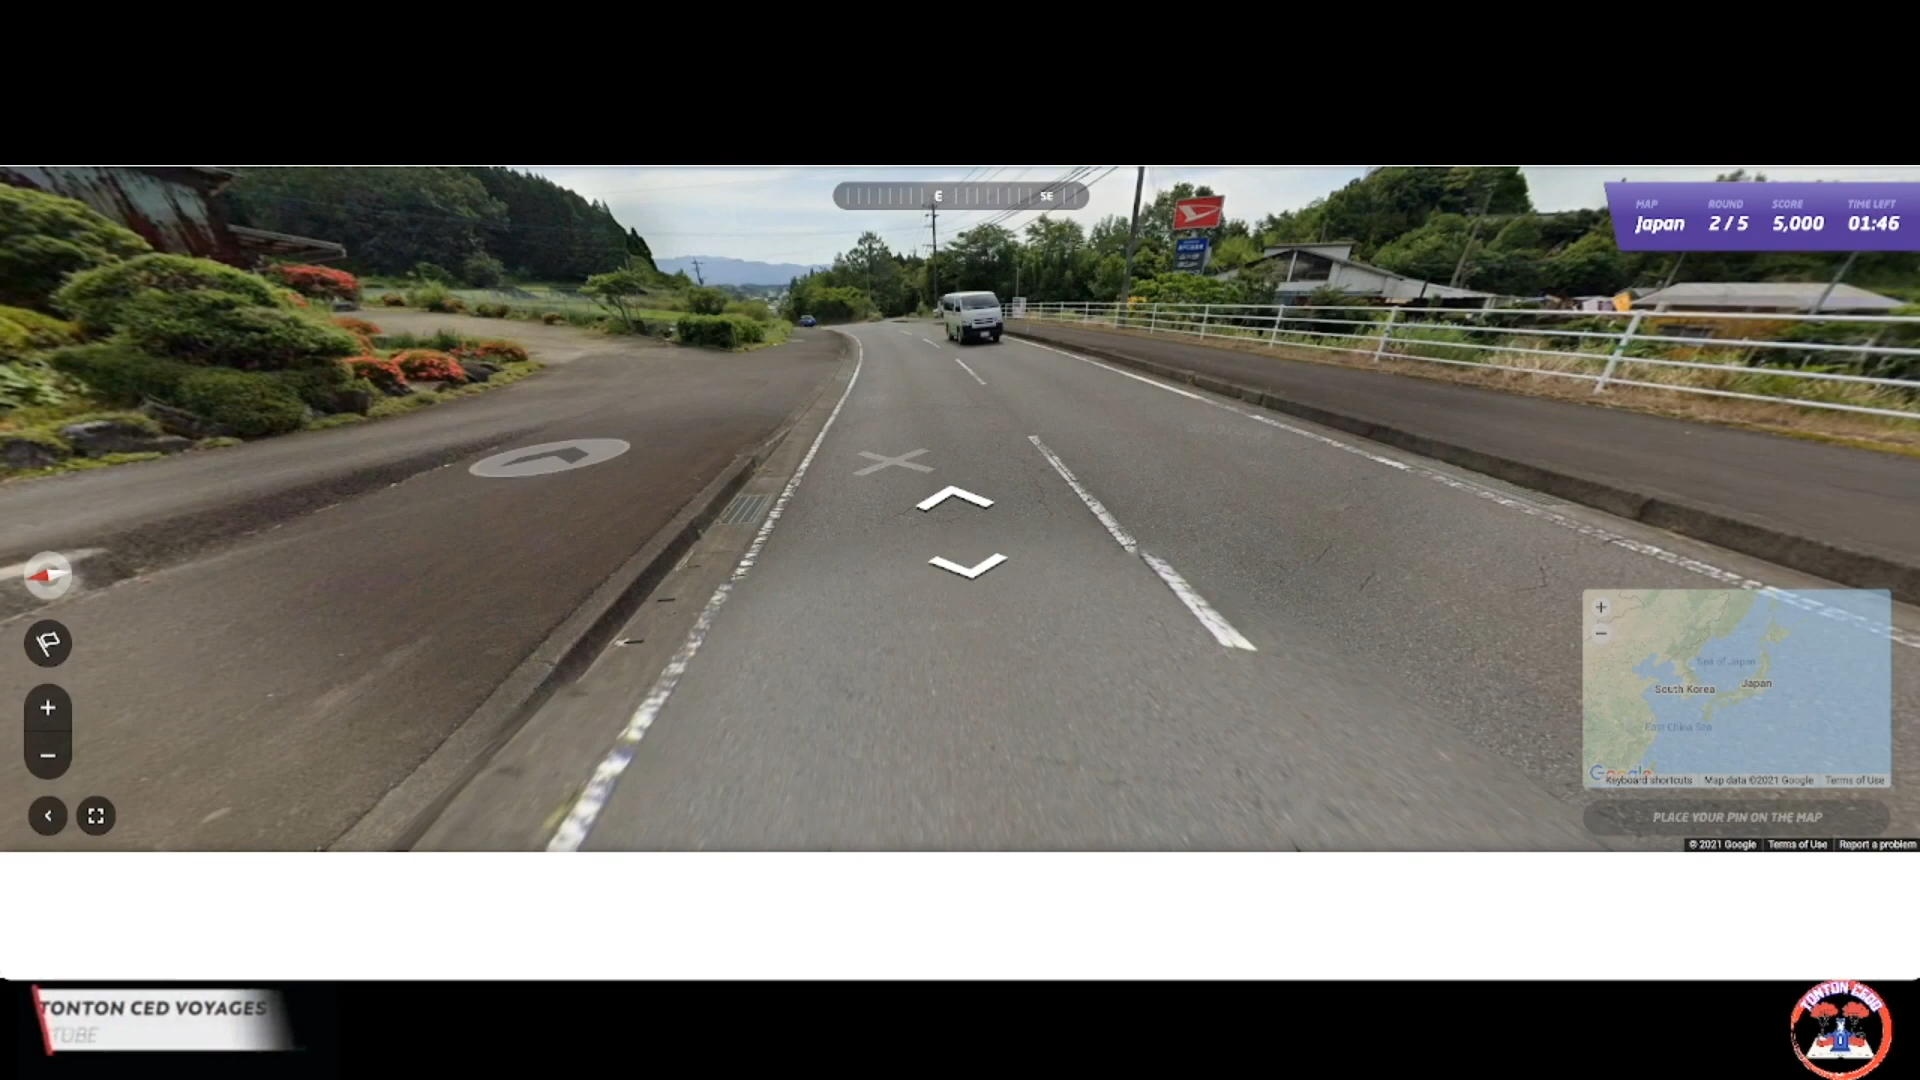 E
SE
MAP
Japan
ROUND
2 / 5
SCORE
5,000
TIME LEFT
01:46
Sea of Japan
South Korea
Japan
East China Sea
Google
Keyboard shortcuts
Map data ©2021 Google
Terms of Use
PLACE YOUR PIN ON THE MAP
© 2021 Google
Terms of Use
Report a problem
TONTON CED VOYAGES
TUBE